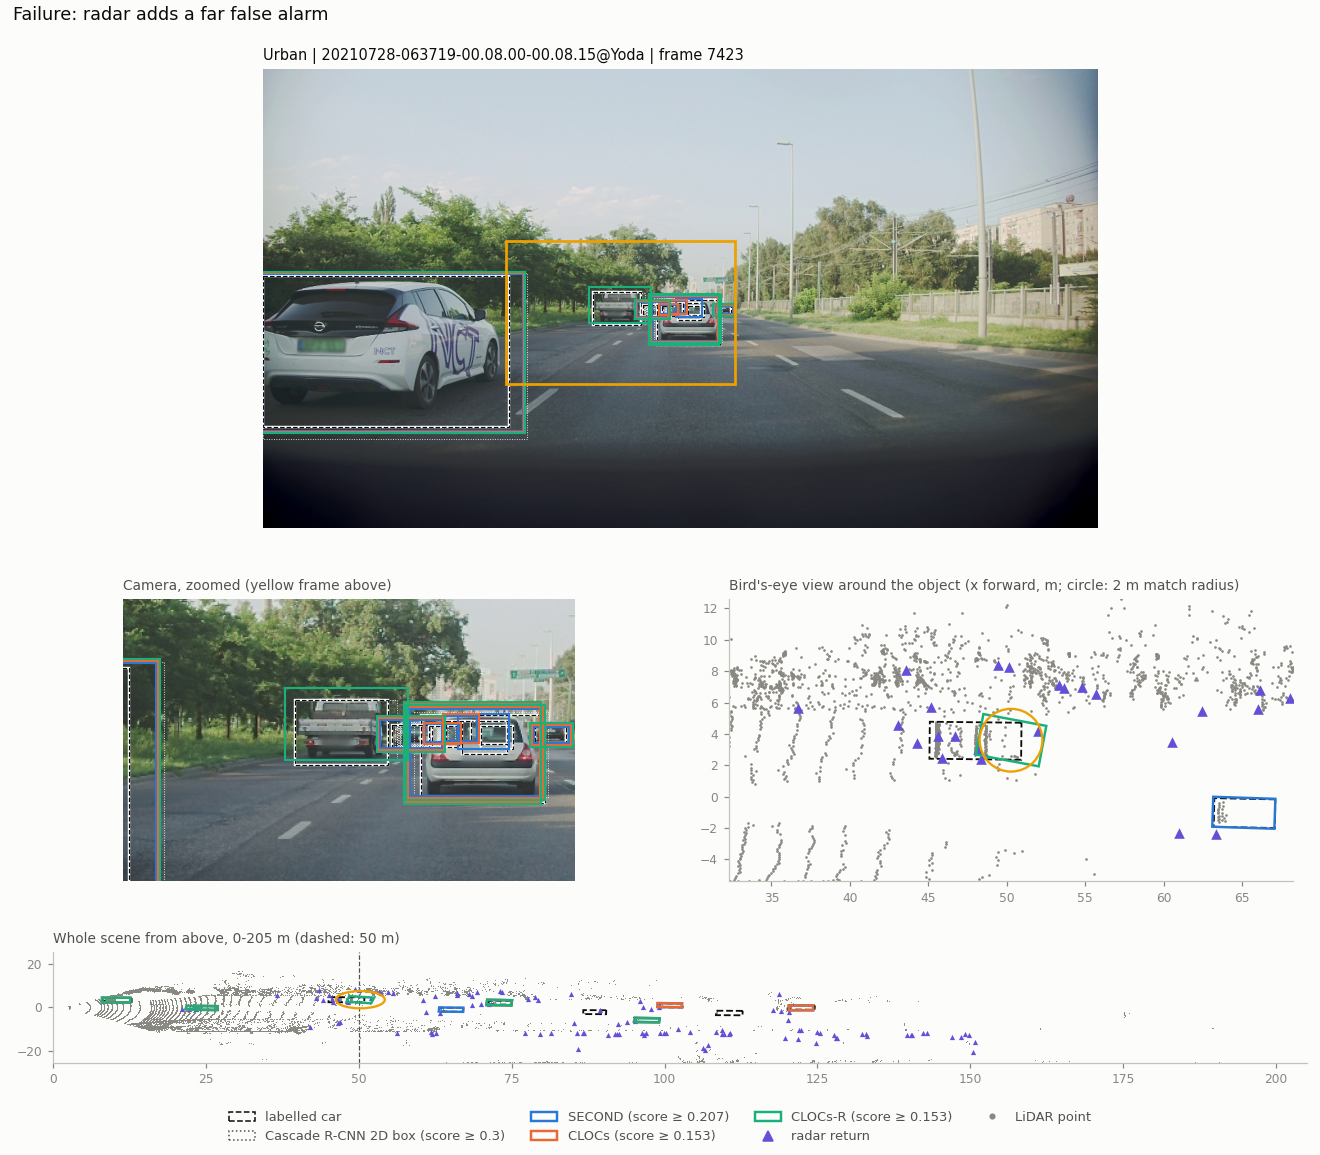 Failure: radar adds a far false alarm
Urban | 20210728-063719-00.08.00-00.08.15@Yoda | frame 7423
NCT
NCT
Camera, zoomed (yellow frame above)
Bird's-eye view around the object (x forward, m; circle: 2 m match radius)
12
10
8
6
4
2
0
−2
−4
35 40 45 50 55 60 65
Whole scene from above, 0-205 m (dashed: 50 m)
20
0
−20
0 25 50 75 100 125 150 175 200
labelled car
SECOND (score ≥ 0.207)
CLOCs-R (score ≥ 0.153)
LiDAR point
Cascade R-CNN 2D box (score ≥ 0.3)
CLOCs (score ≥ 0.153)
radar return